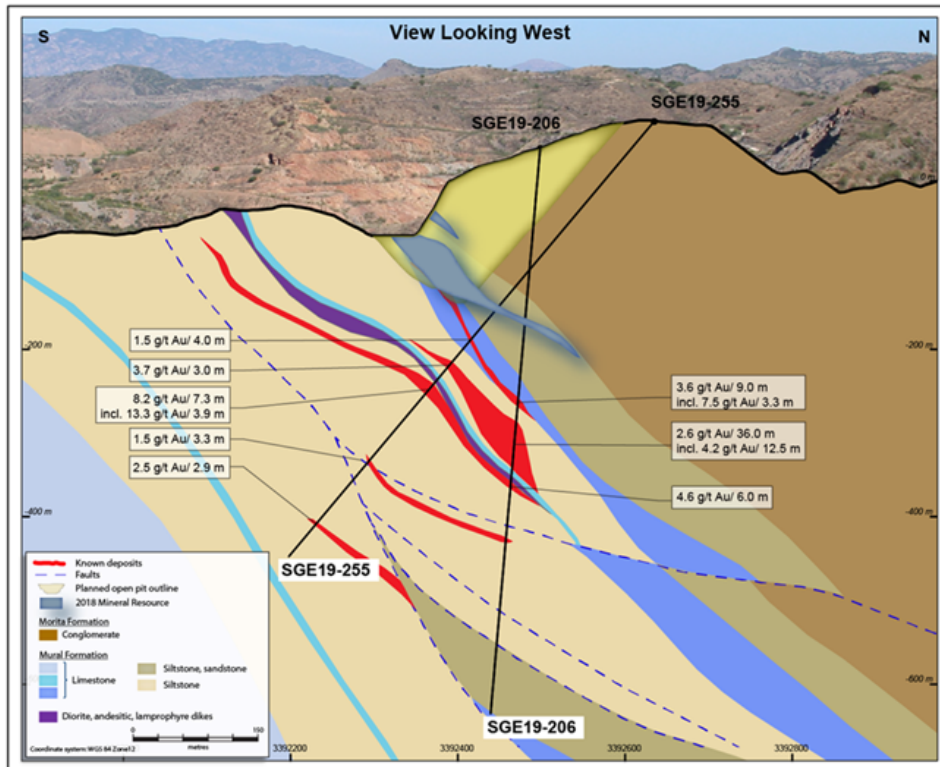 View Looking West
S
N
SGE19-255
SGE19-206
0 m
-200 m
-200 m
1.5 g/t Au/ 4.0 m
3.7 g/t Au/ 3.0 m
8.2 g/t Au/ 7.3 m
incl. 13.3 g/t Au/ 3.9 m
1.5 g/t Au/ 3.3 m
2.5 g/t Au/ 2.9 m
3.6 g/t Au/ 9.0 m
incl. 7.5 g/t Au/ 3.3 m
2.6 g/t Au/ 36.0 m
incl. 4.2 g/t Au/ 12.5 m
4.6 g/t Au/ 6.0 m
-400 m
-400 m
SGE19-255
SGE19-206
-600 m
Known deposits
Faults
Planned open pit outline
2018 Mineral Resource
Morita Formation
Conglomerate
Mural Formation
Limestone
Siltstone, sandstone
Siltstone
Diorite, andesitic, lamprophyre dikes
0
150
metres
Coordinate system: WGS 84 Zone12
3392200
3392400
3392600
3392800